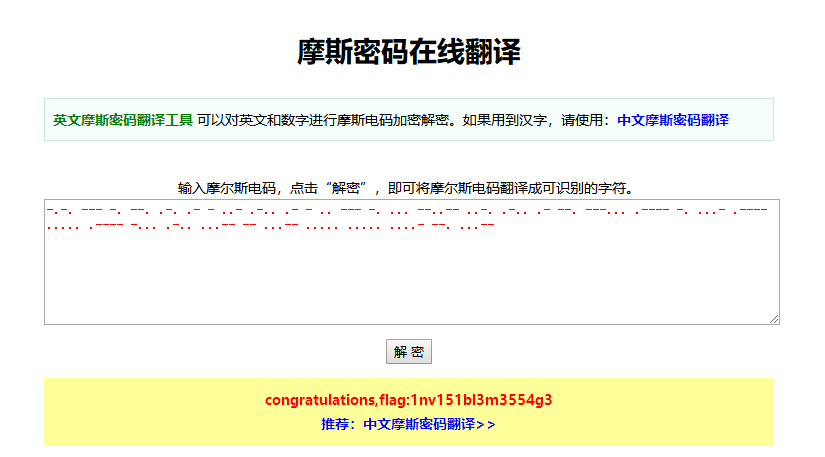 摩斯密码在线翻译
英文摩斯密码翻译工具 可以对英文和数字进行摩斯电码加密解密。如果用到汉字，请使用：中文摩斯密码翻译
输入摩尔斯电码，点击“解密”，即可将摩尔斯电码翻译成可识别的字符。
-.-. --- -. --. .-. .- - ..- .-.. .- - .. --- -. ... --..-- ..-. .-.. .- --. ---... .---- -. ...- .----
..... .---- -... .-.. ...-- -- ...-- ..... ..... ....- --. ...--
解 密
congratulations,flag:1nv151bl3m3554g3
推荐：中文摩斯密码翻译>>